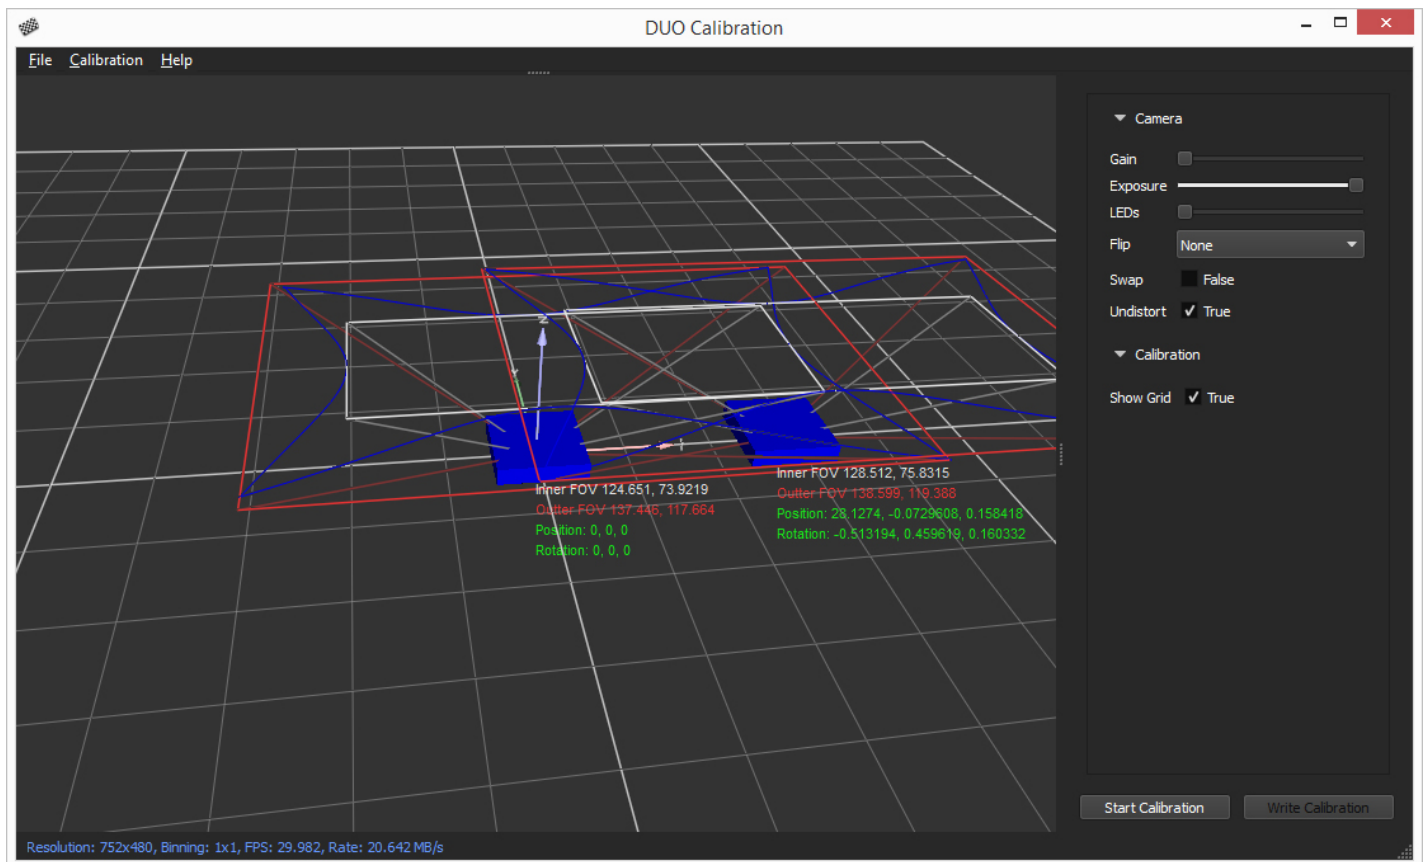 DUO Calibration
File Calibration Help
Camera
Gain
Exposure
LEDs
Flip None
Swap False
Undistort True
Calibration
Show Grid True
Z
Y
Inner FOV 128.512, 75.8315
Outter FOV 138.599, 119.388
Position: 28.1274, -0.0729608, 0.158418
Rotation: -0.513194, 0.459619, 0.160332
Inner FOV 124.651, 73.9219
Outter FOV 137.446, 117.664
Position: 0, 0, 0
Rotation: 0, 0, 0
Start Calibration Write Calibration
Resolution: 752x480, Binning: 1x1, FPS: 29.982, Rate: 20.642 MB/s